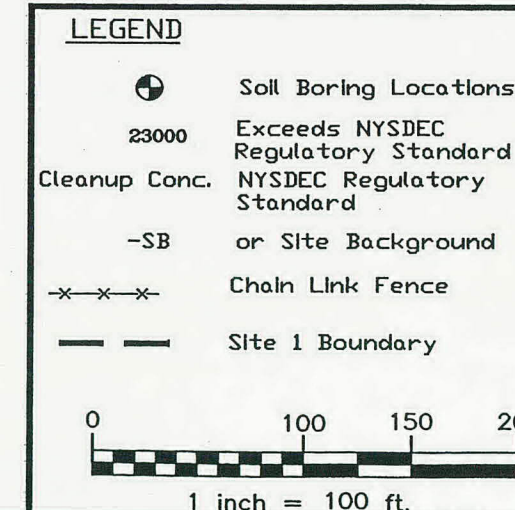 LEGEND
Soil Boring Locations
23000 Exceeds NYSDEC
Regulatory Standard
Cleanup Conc. NYSDEC Regulatory
Standard
-SB or Site Background
Chain Link Fence
Site 1 Boundary
0 100 150
1 inch = 100 ft.